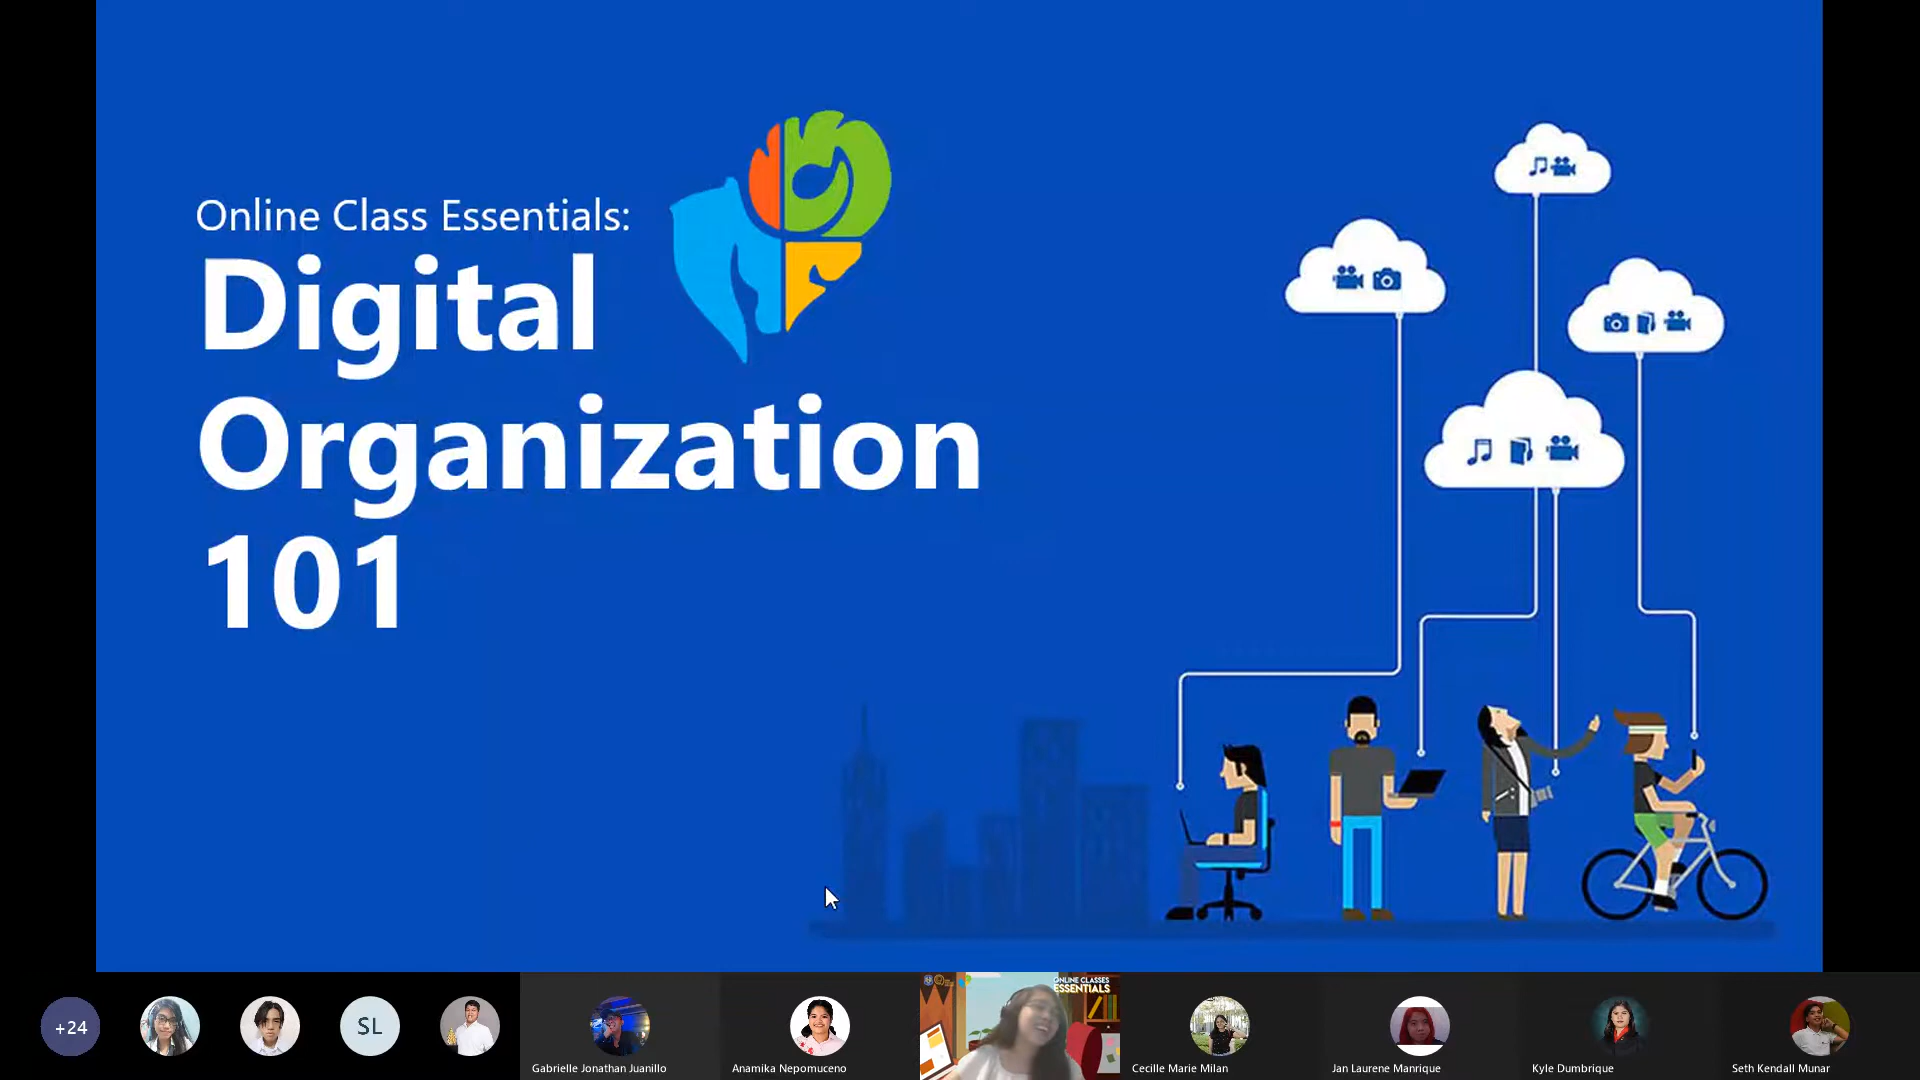 Online Class Essentials:
Digital
Organization
101
+24
SL
Gabrielle Jonathan Juanillo
Anamika Nepomuceno
ONLINE CLASSES
ESSENTIALS
Cecille Marie Milan
Jan Laurene Manrique
Kyle Dumbrique
Seth Kendall Munar